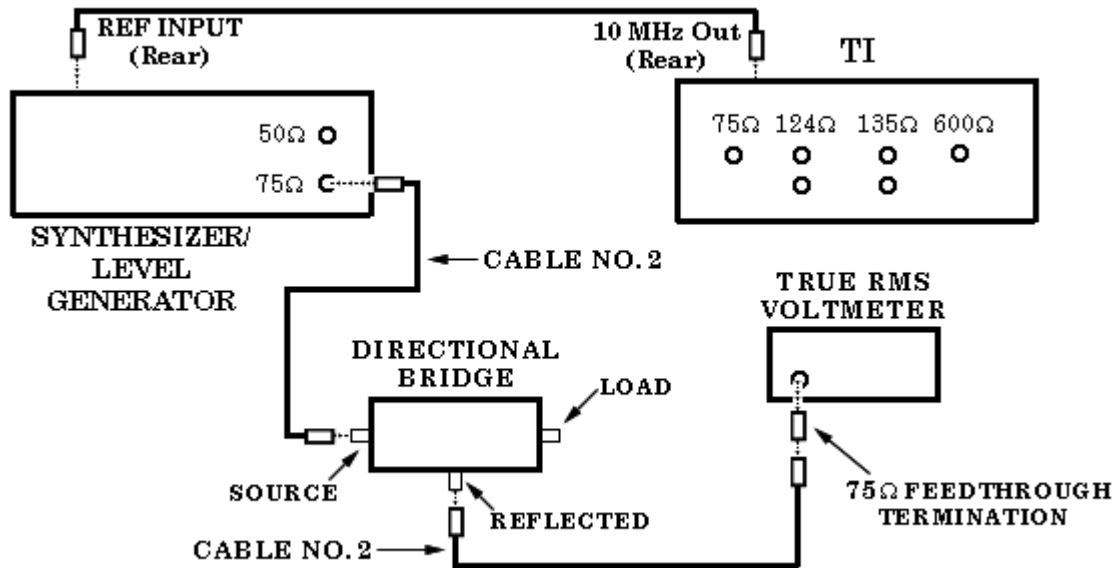 REF INPUT
(Rear)
10 MHz Out
(Rear)
TI
50Ω
75Ω
75Ω 124Ω 135Ω 600Ω
SYNTHESIZER/
LEVEL
GENERATOR
CABLE NO. 2
TRUE RMS
VOLTMETER
DIRECTIONAL
BRIDGE
LOAD
SOURCE
REFLECTED
75Ω FEEDTHROUGH
TERMINATION
CABLE NO. 2